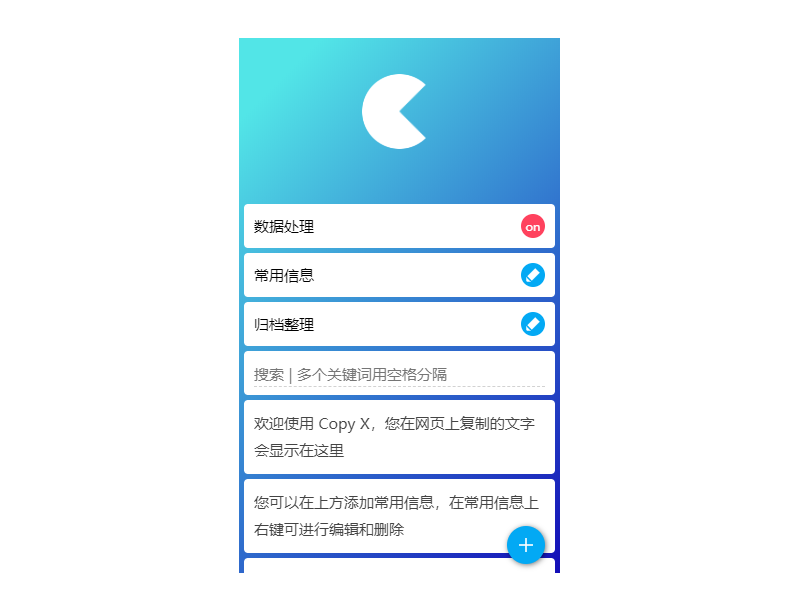 数据处理
on
常用信息
归档整理
搜索 | 多个关键词用空格分隔
欢迎使用 Copy X，您在网页上复制的文字
会显示在这里
您可以在上方添加常用信息，在常用信息上
右键可进行编辑和删除